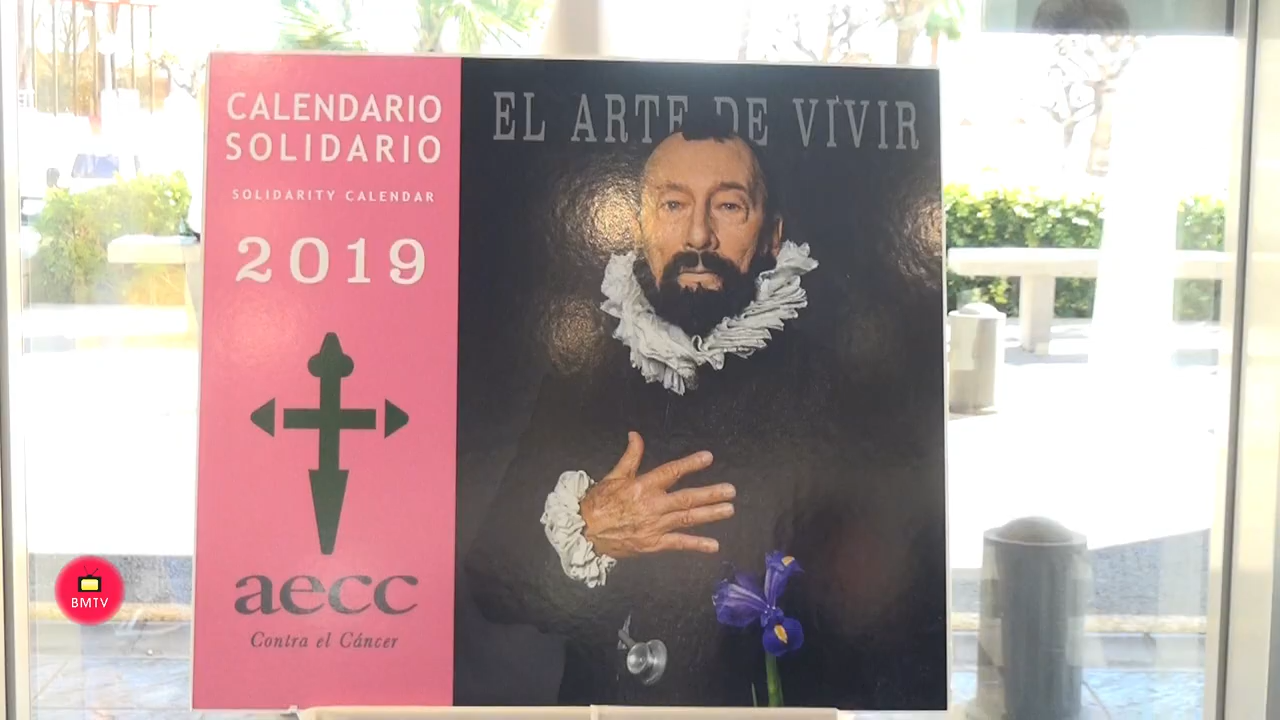 CALENDARIO
SOLIDARIO
SOLIDARITY CALENDAR
2019
aecc
Contra el Cáncer
EL ARTE DE VIVIR
BMTV